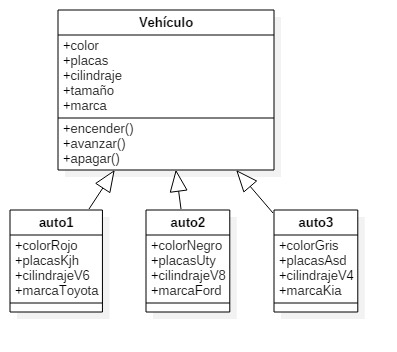 Vehículo
+color
+placas
+cilindraje
+tamaño
+marca
+encender()
+avanzar()
+apagar()
auto1
+colorRojo
+placasKjh
+cilindrajeV6
+marcaToyota
auto2
+colorNegro
+placasUty
+cilindrajeV8
+marcaFord
auto3
+colorGris
+placasAsd
+cilindrajeV4
+marcaKia